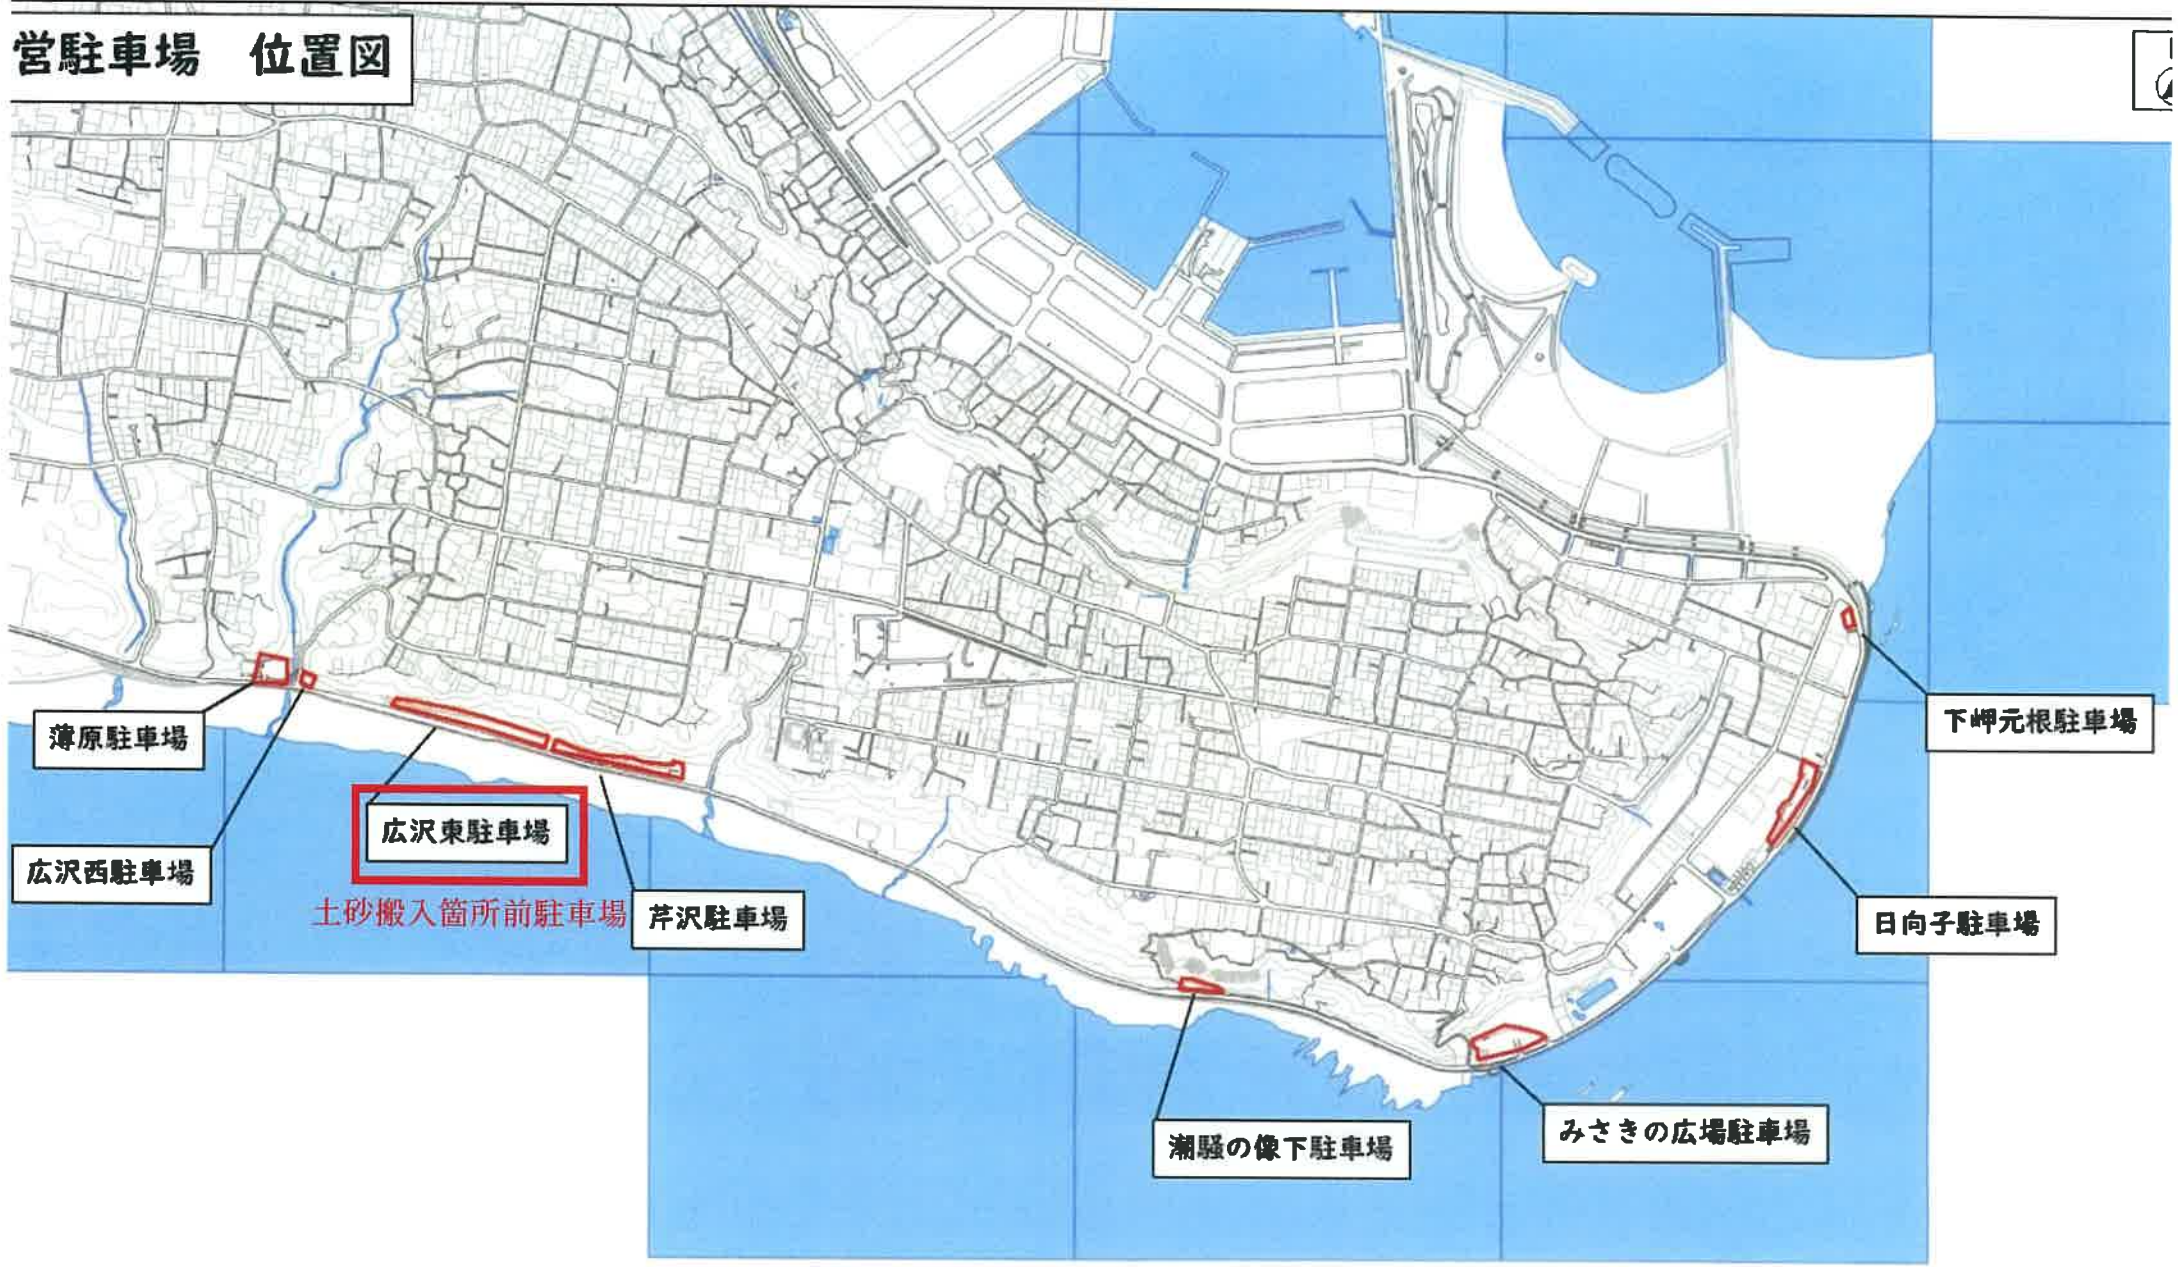 営駐車場 位置図
薄原駐車場
広沢西駐車場
広沢東駐車場
土砂搬入箇所前駐車場
芹沢駐車場
潮騒の像下駐車場
みさきの広場駐車場
日向子駐車場
下岬元根駐車場